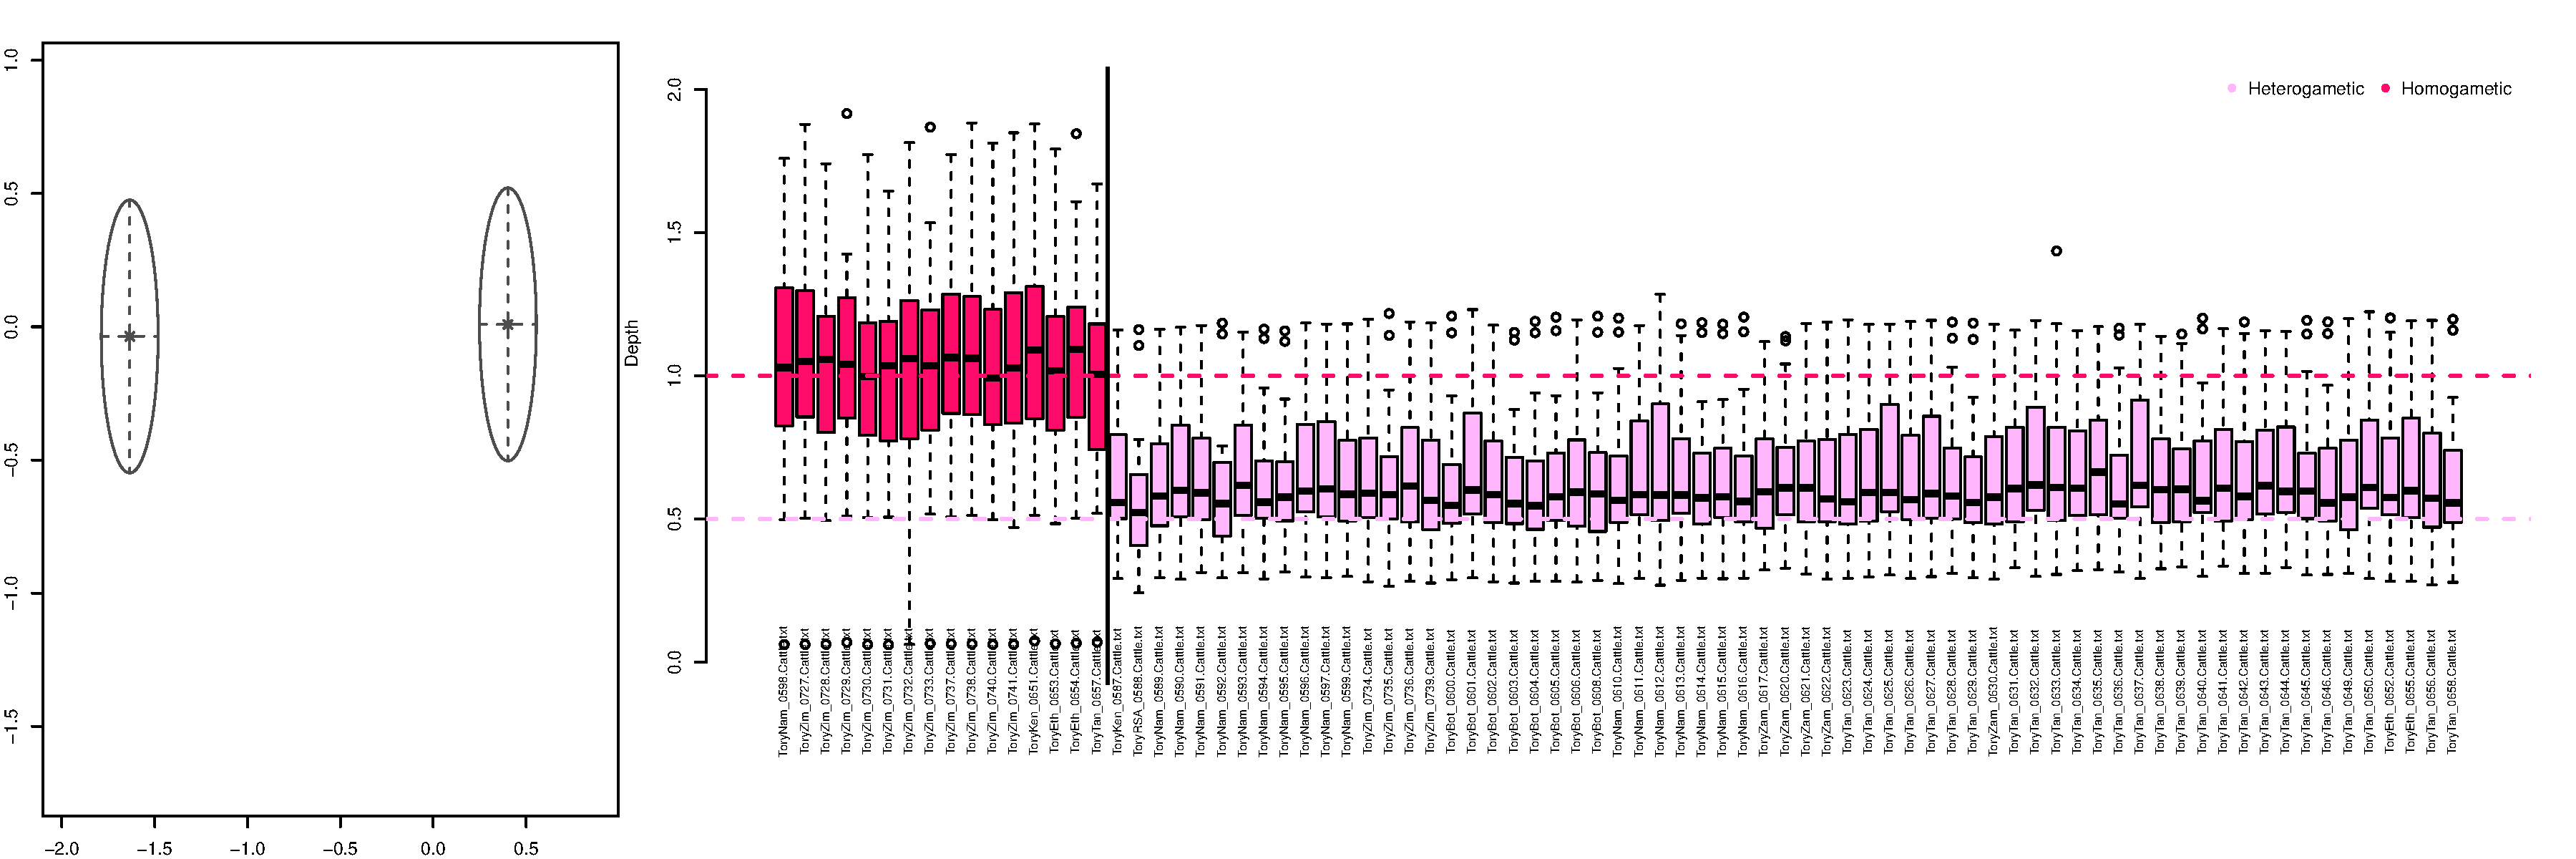 1.0
0.5
0.0
−0.5
−1.0
−1.5
−2.0 −1.5 −1.0 −0.5 0.0 0.5
Depth
2.0
1.5
1.0
0.5
0.0
Heterogametic Homogametic
ToryNam_0598.Cattle.txt
ToryZim_0727.Cattle.txt
ToryZim_0728.Cattle.txt
ToryZim_0729.Cattle.txt
ToryZim_0730.Cattle.txt
ToryZim_0731.Cattle.txt
ToryZim_0732.Cattle.txt
ToryZim_0733.Cattle.txt
ToryZim_0737.Cattle.txt
ToryZim_0738.Cattle.txt
ToryZim_0740.Cattle.txt
ToryZim_0741.Cattle.txt
ToryKen_0651.Cattle.txt
ToryEth_0653.Cattle.txt
ToryEth_0654.Cattle.txt
ToryTan_0657.Cattle.txt
ToryKen_0587.Cattle.txt
ToryRSA_0588.Cattle.txt
ToryNam_0589.Cattle.txt
ToryNam_0590.Cattle.txt
ToryNam_0591.Cattle.txt
ToryNam_0592.Cattle.txt
ToryNam_0593.Cattle.txt
ToryNam_0594.Cattle.txt
ToryNam_0595.Cattle.txt
ToryNam_0596.Cattle.txt
ToryNam_0597.Cattle.txt
ToryNam_0599.Cattle.txt
ToryZim_0734.Cattle.txt
ToryZim_0735.Cattle.txt
ToryZim_0736.Cattle.txt
ToryZim_0739.Cattle.txt
ToryBot_0600.Cattle.txt
ToryBot_0601.Cattle.txt
ToryBot_0602.Cattle.txt
ToryBot_0603.Cattle.txt
ToryBot_0604.Cattle.txt
ToryBot_0605.Cattle.txt
ToryBot_0606.Cattle.txt
ToryBot_0608.Cattle.txt
ToryNam_0610.Cattle.txt
ToryNam_0611.Cattle.txt
ToryNam_0612.Cattle.txt
ToryNam_0613.Cattle.txt
ToryNam_0614.Cattle.txt
ToryNam_0615.Cattle.txt
ToryNam_0616.Cattle.txt
ToryZam_0617.Cattle.txt
ToryZam_0620.Cattle.txt
ToryZam_0621.Cattle.txt
ToryZam_0622.Cattle.txt
ToryTan_0623.Cattle.txt
ToryTan_0624.Cattle.txt
ToryTan_0625.Cattle.txt
ToryTan_0626.Cattle.txt
ToryTan_0627.Cattle.txt
ToryTan_0628.Cattle.txt
ToryTan_0629.Cattle.txt
ToryZam_0630.Cattle.txt
ToryTan_0631.Cattle.txt
ToryTan_0632.Cattle.txt
ToryTan_0633.Cattle.txt
ToryTan_0634.Cattle.txt
ToryTan_0635.Cattle.txt
ToryTan_0636.Cattle.txt
ToryTan_0637.Cattle.txt
ToryTan_0638.Cattle.txt
ToryTan_0639.Cattle.txt
ToryTan_0640.Cattle.txt
ToryTan_0641.Cattle.txt
ToryTan_0642.Cattle.txt
ToryTan_0643.Cattle.txt
ToryTan_0644.Cattle.txt
ToryTan_0645.Cattle.txt
ToryTan_0646.Cattle.txt
ToryTan_0649.Cattle.txt
ToryTan_0650.Cattle.txt
ToryEth_0652.Cattle.txt
ToryEth_0655.Cattle.txt
ToryTan_0656.Cattle.txt
ToryTan_0658.Cattle.txt